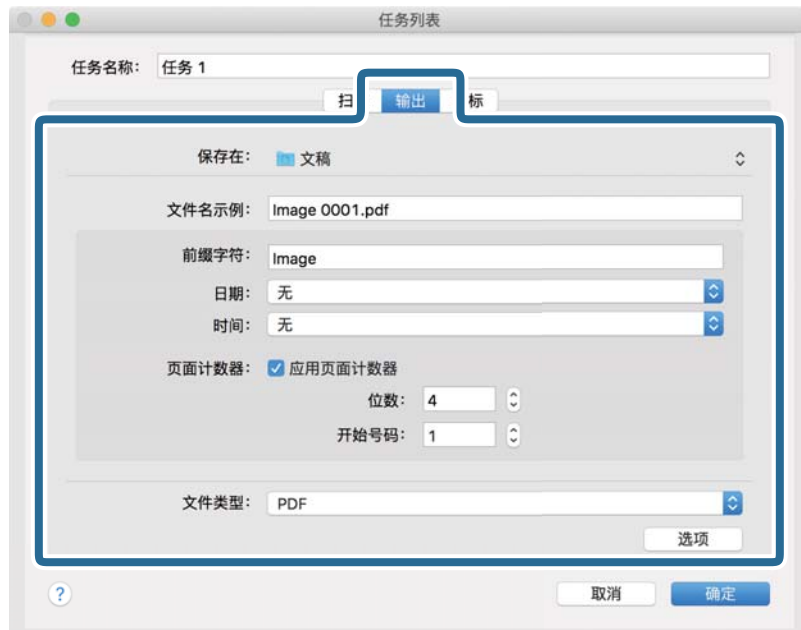 任务列表
任务名称： 任务 1
扫 输出 标
保存在： 文稿
文件名示例： Image 0001.pdf
前缀字符： Image
日期： 无
时间： 无
页面计数器： 应用页面计数器
位数： 4
开始号码： 1
文件类型： PDF
选项
? 取消 确定